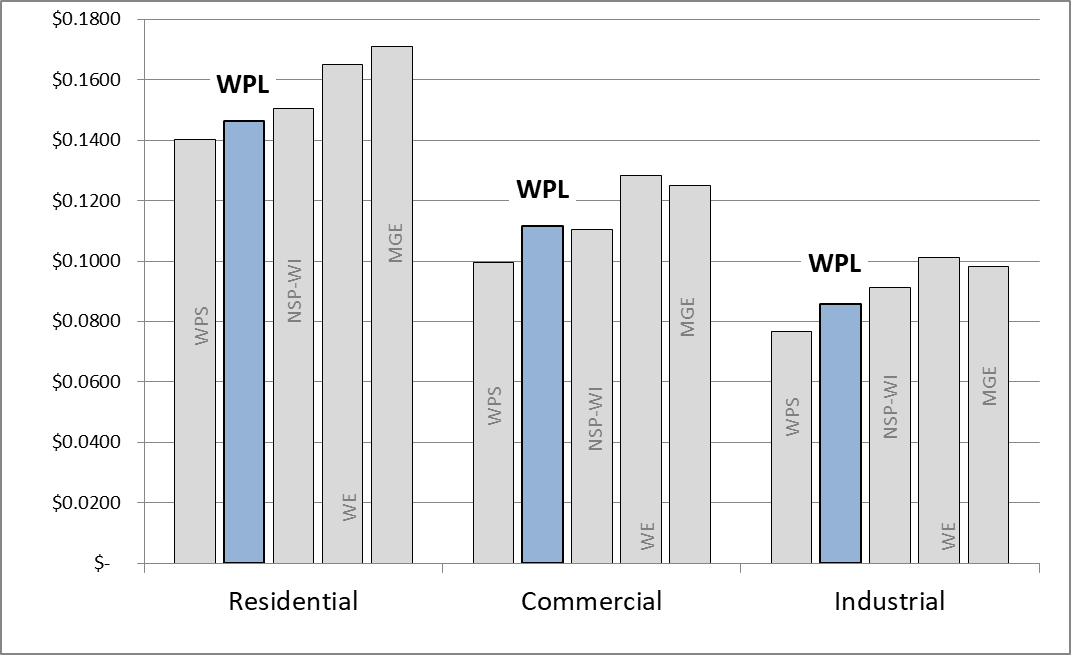 $0.1800
$0.1600
$0.1400
$0.1200
$0.1000
$0.0800
$0.0600
$0.0400
$0.0200
$-
WPL
WPS
NSP-WI
WE
MGE
WPL
WPS
NSP-WI
WE
MGE
WPL
WPS
NSP-WI
WE
MGE
Residential
Commercial
Industrial